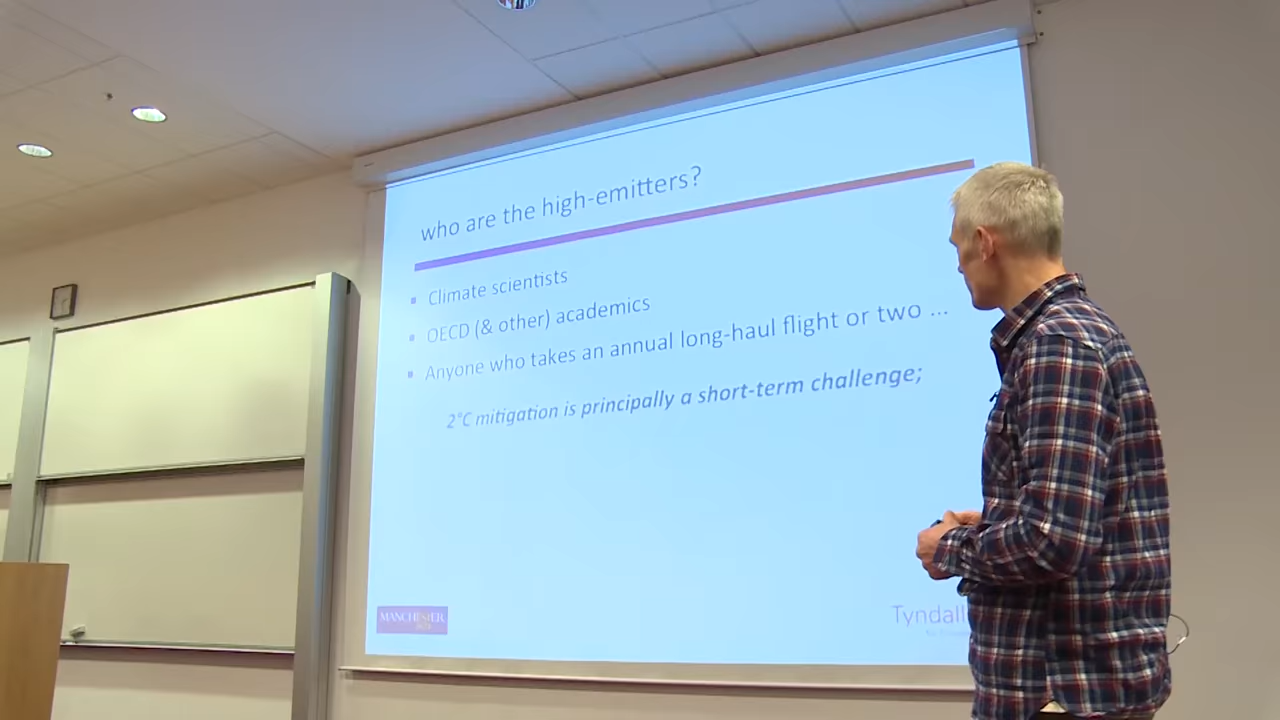 who are the high-emitters?
Climate scientists
OECD (& other) academics
Anyone who takes an annual long-haul flight or two ...
2°C mitigation is principally a short-term challenge;
MANCHESTER
Tyndall